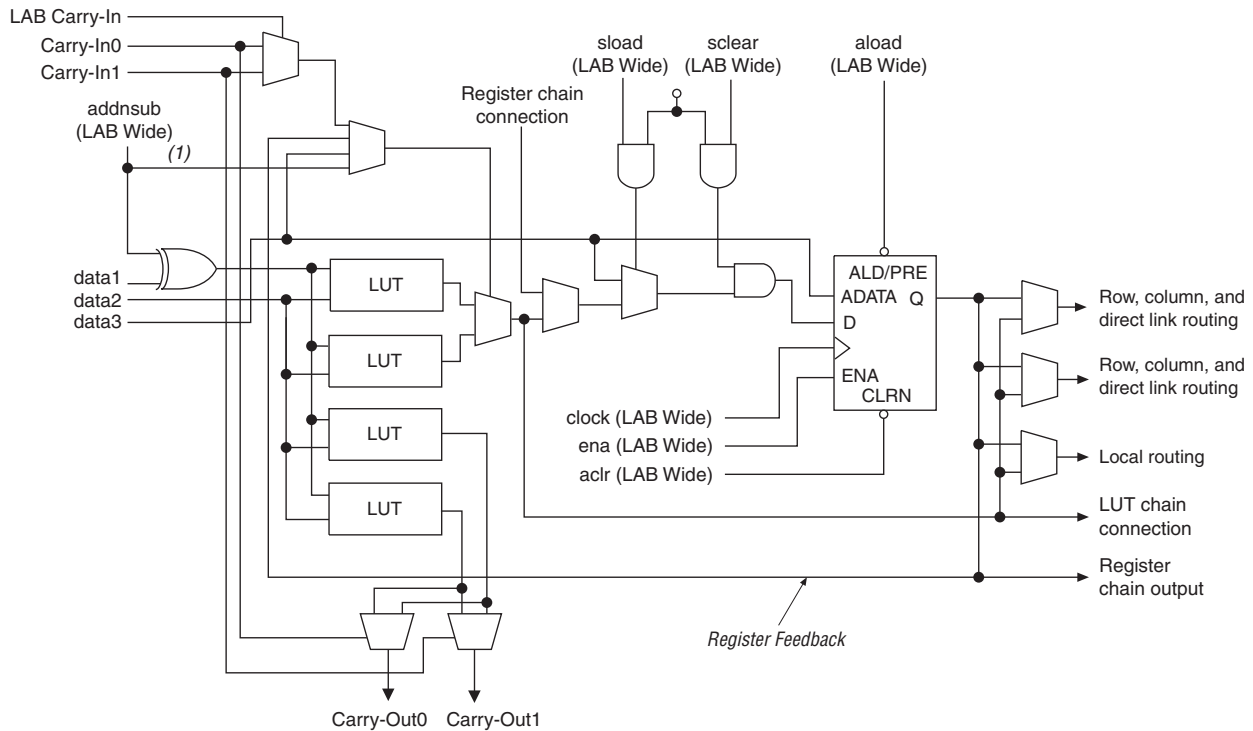 LAB Carry-In
Carry-In0
Carry-In1
addnsub
(LAB Wide)
(1)
data1
data2
data3
Register chain
connection
sload
(LAB Wide)
sclear
(LAB Wide)
aload
(LAB Wide)
LUT
LUT
LUT
LUT
ALD/PRE
ADATA
Q
D
ENA
CLRN
clock (LAB Wide)
ena (LAB Wide)
aclr (LAB Wide)
Row, column, and
direct link routing
Row, column, and
direct link routing
Local routing
LUT chain
connection
Register
chain output
Register Feedback
Carry-Out0
Carry-Out1